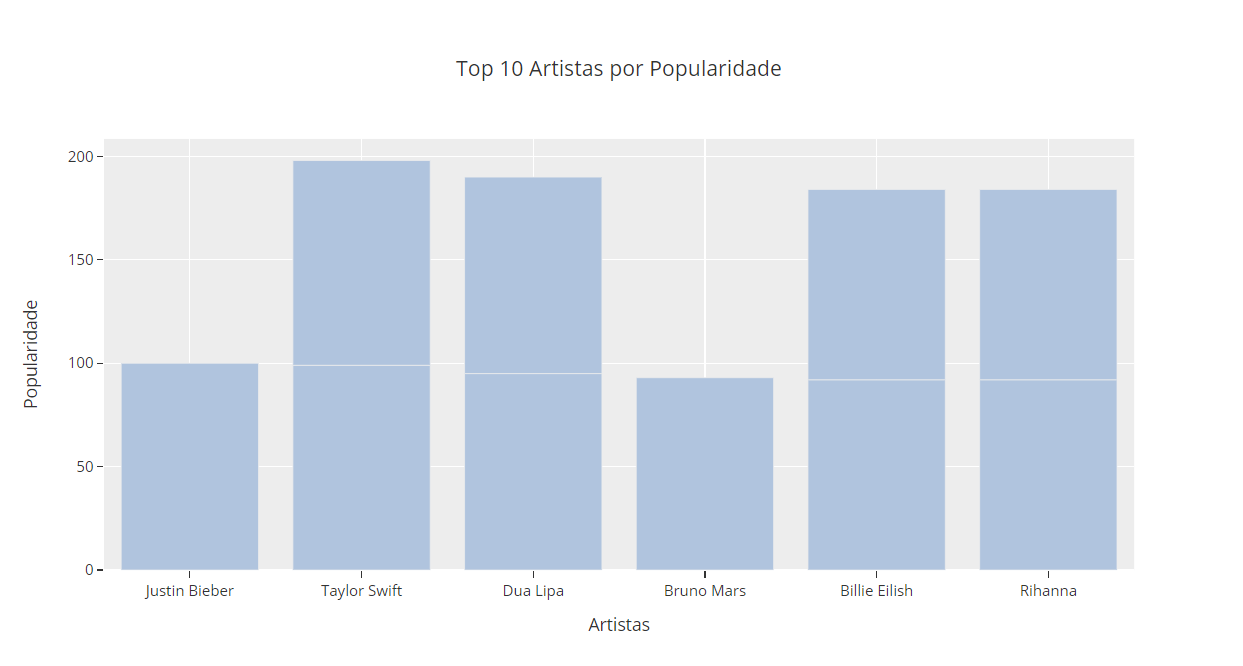 Top 10 Artistas por Popularidade
Popularidade
200
150
100
50
0
Justin Bieber
Taylor Swift
Dua Lipa
Bruno Mars
Billie Eilish
Rihanna
Artistas